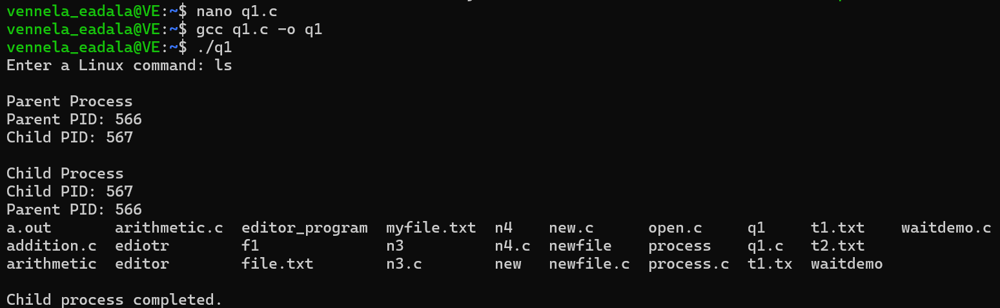 vennela_eadala@VE:~$ nano q1.c
vennela_eadala@VE:~$ gcc q1.c -o q1
vennela_eadala@VE:~$ ./q1
Enter a Linux command: ls

Parent Process
Parent PID: 566
Child PID: 567

Child Process
Child PID: 567
Parent PID: 566
a.out       arithmetic.c  editor_program  myfile.txt  n4    new.c      open.c     q1     t1.txt    waitdemo.c
addition.c  ediotr        f1              n3          n4.c  newfile    process    q1.c   t2.txt
arithmetic  editor        file.txt        n3.c        new   newfile.c  process.c  t1.tx  waitdemo

Child process completed.